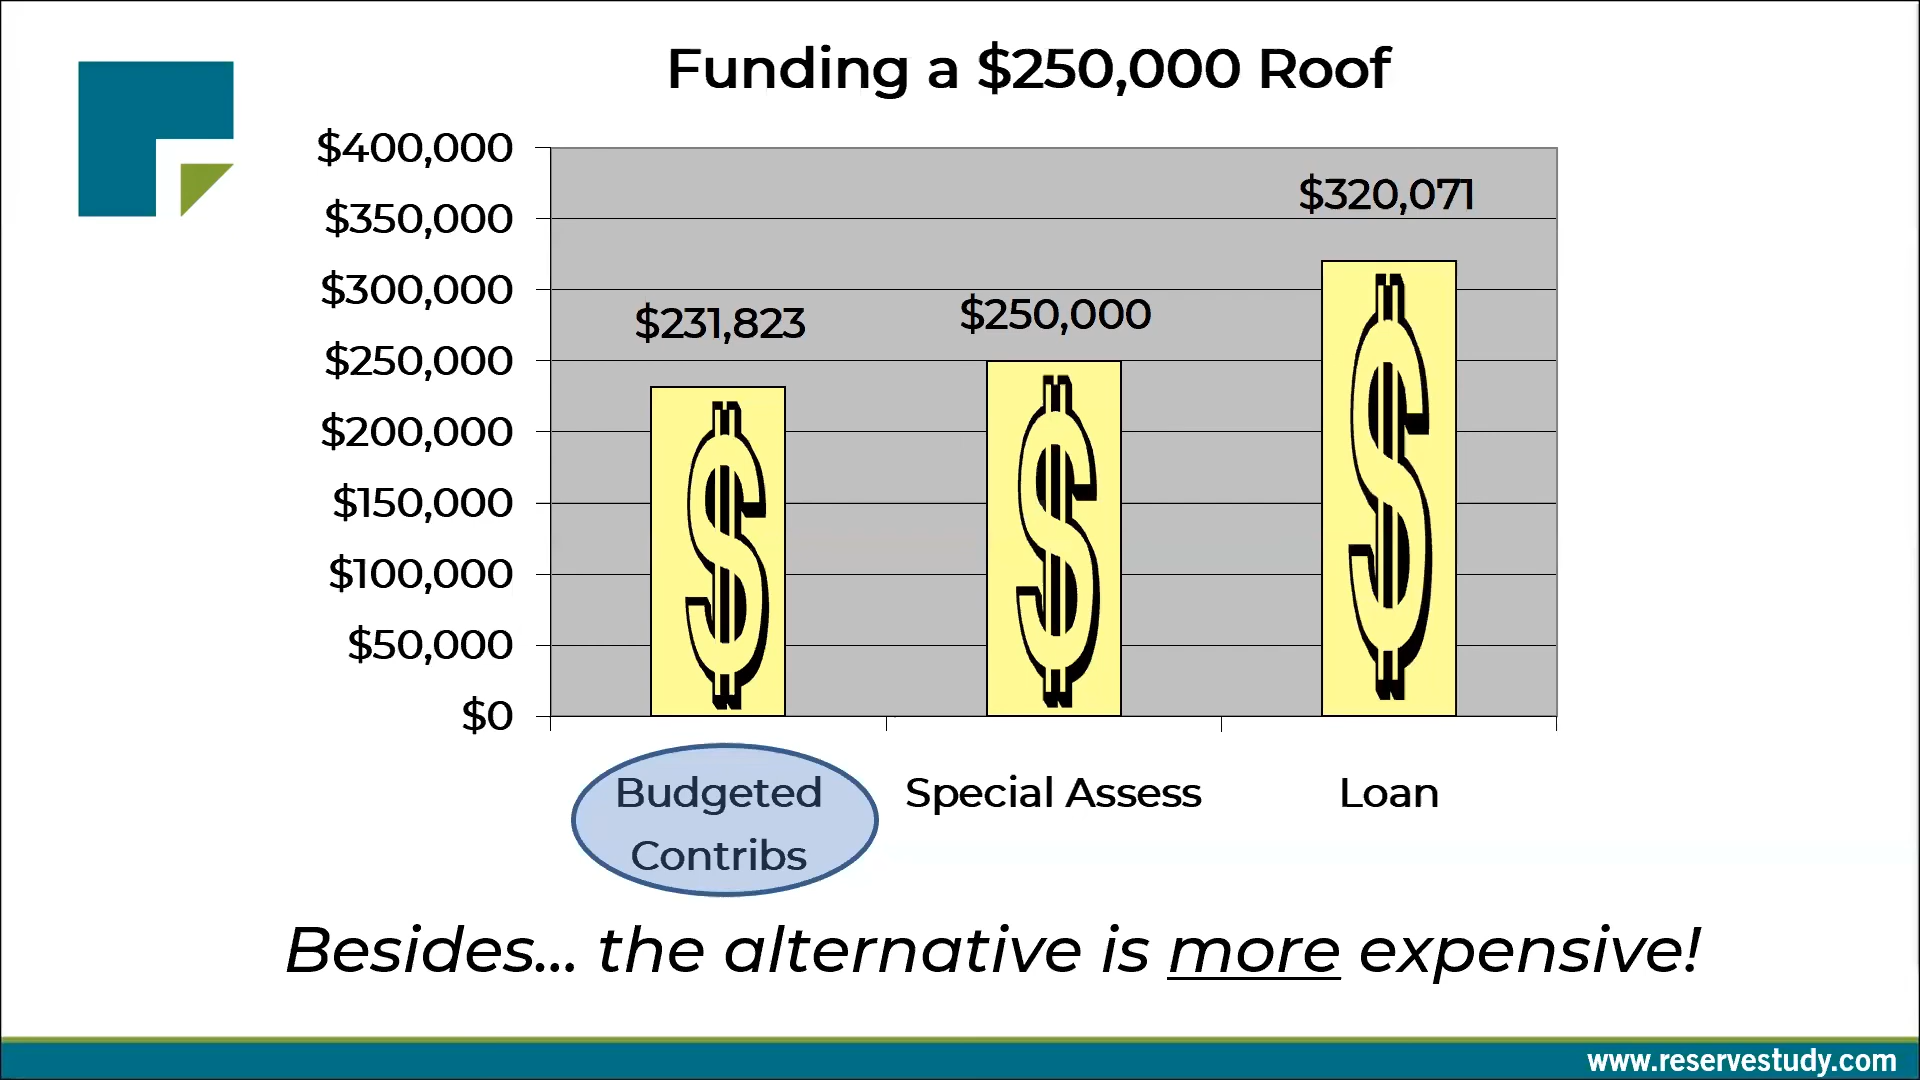 Funding a $250,000 Roof
$400,000
$350,000
$300,000
$250,000
$200,000
$150,000
$100,000
$50,000
$0
$231,823
$250,000
$320,071
Budgeted
Contribs
Special Assess
Loan
Besides... the alternative is more expensive!
www.reservestudy.com